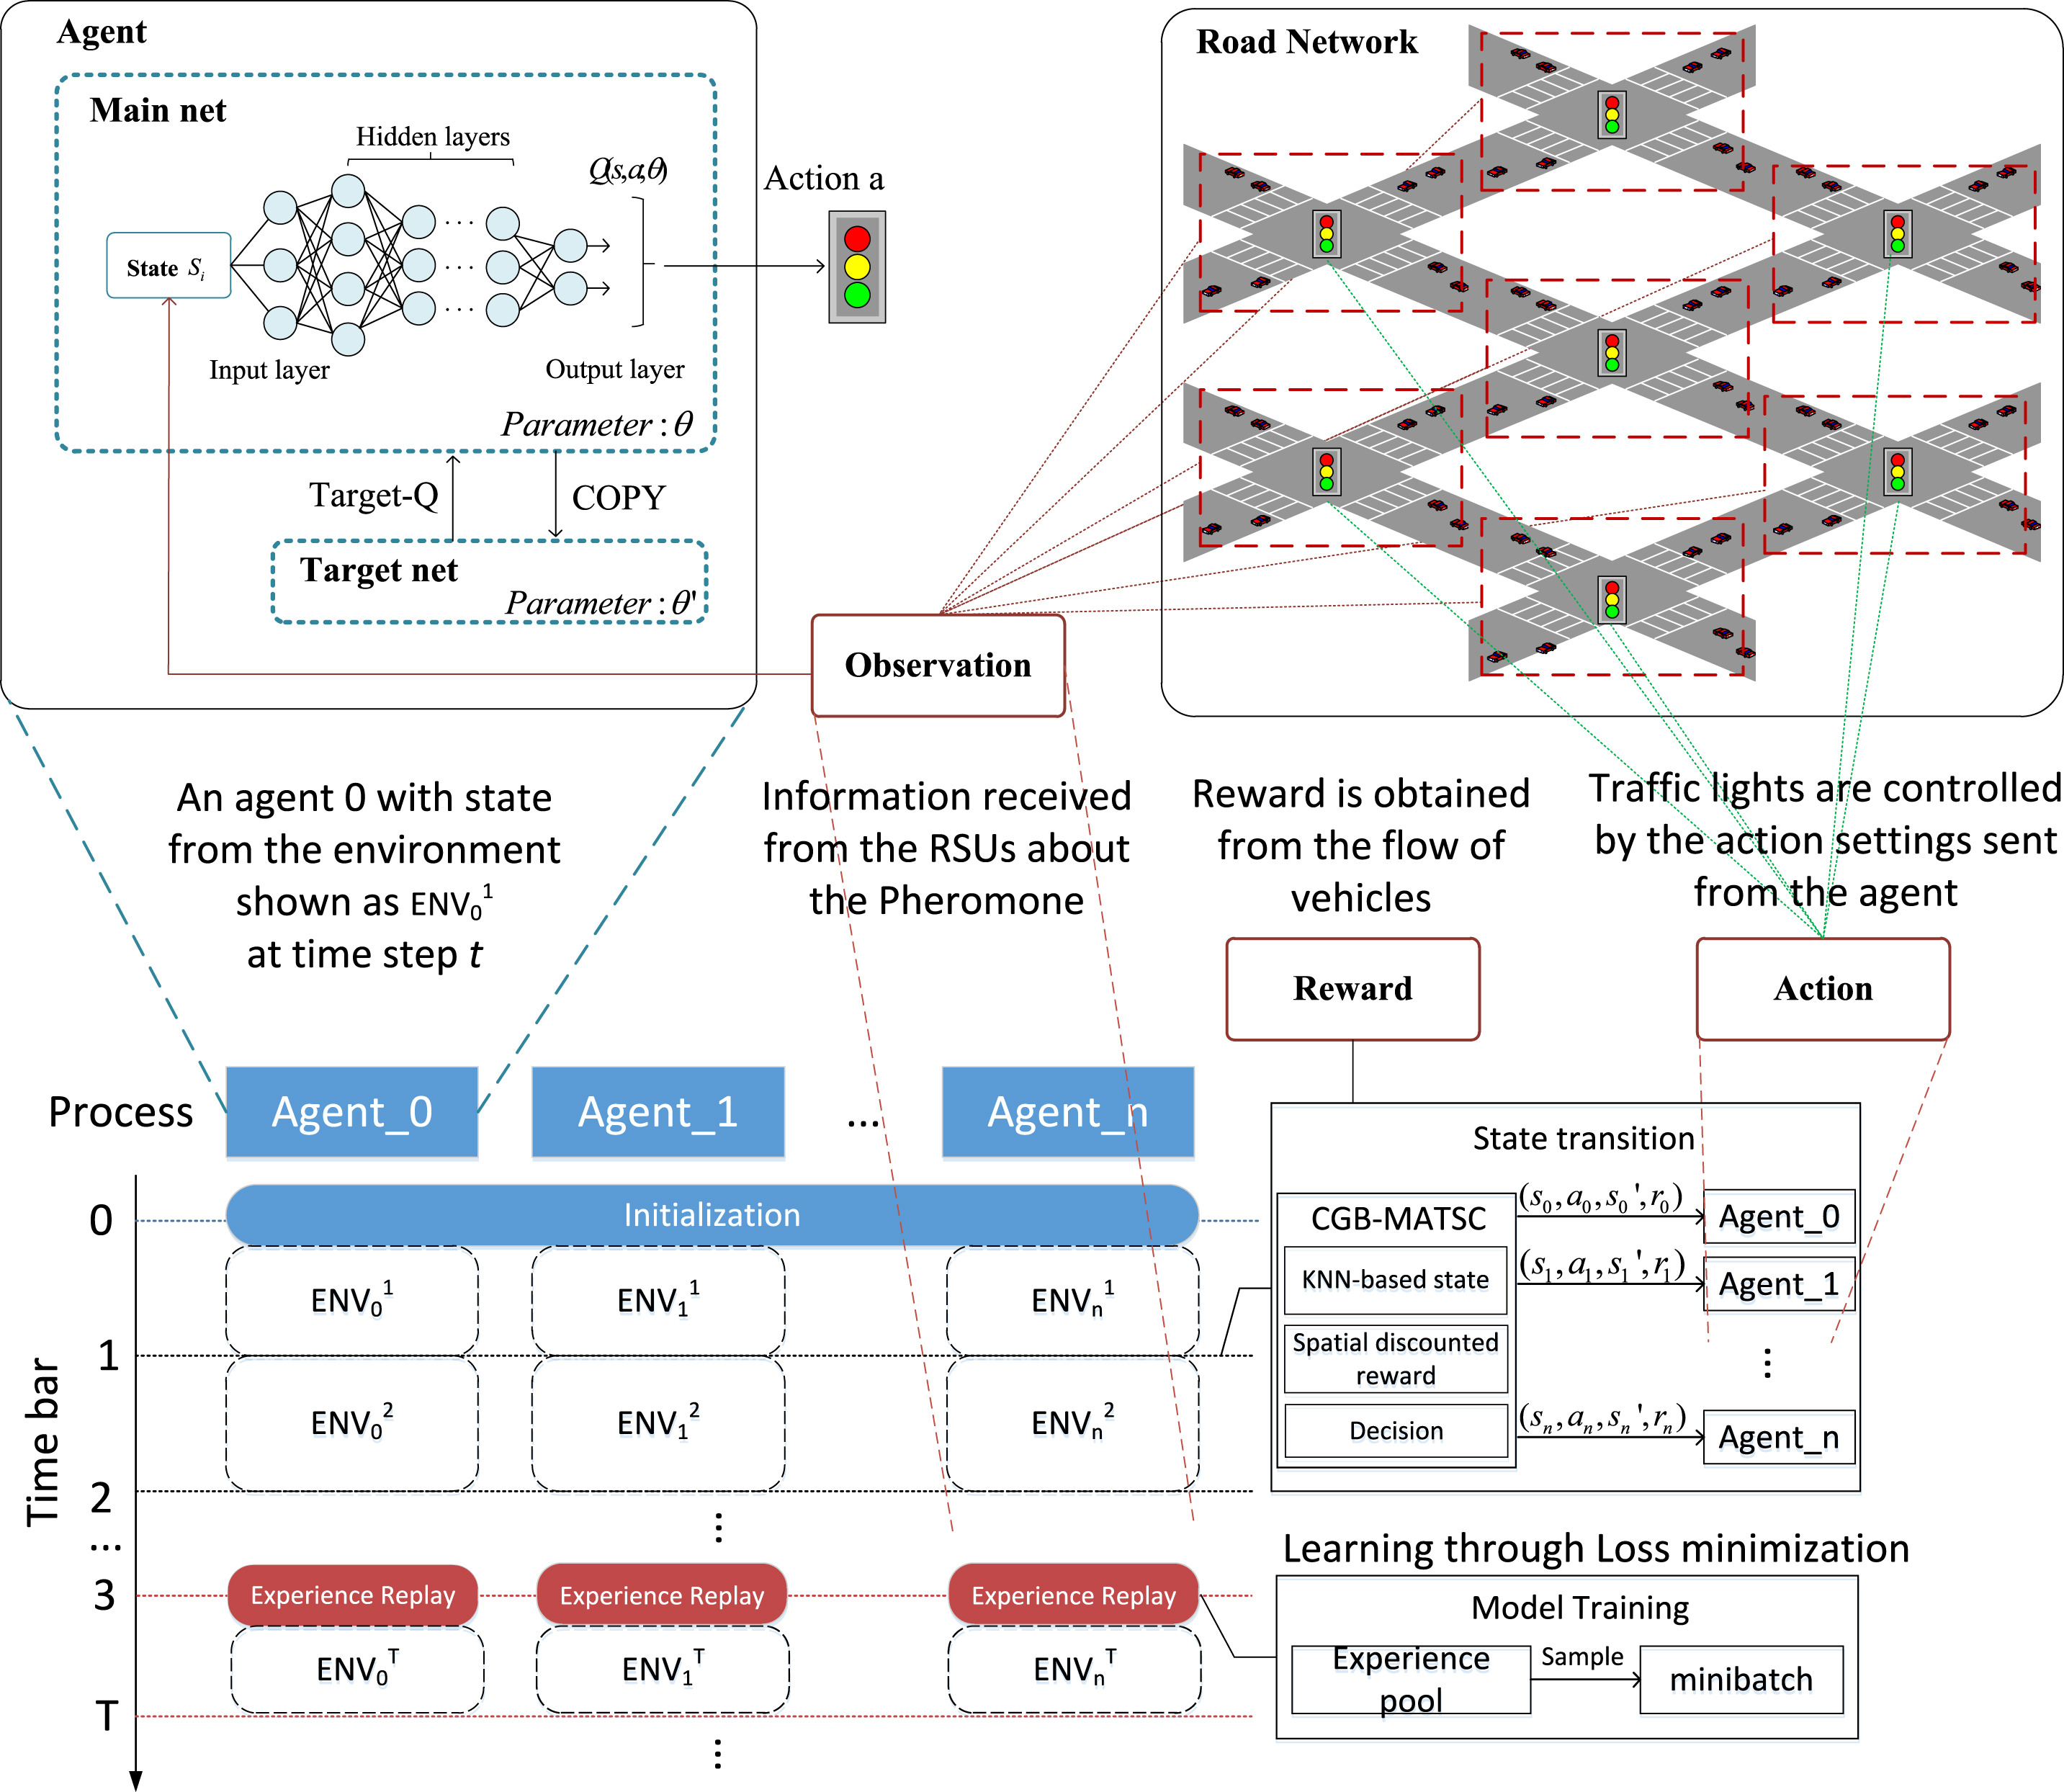 Agent
Main net
Hidden layers
Q(s,a;θ)
State S_i
Input layer
Output layer
Parameter : θ
Target-Q
COPY
Target net
Parameter : θ'
Action a
Road Network
Observation
An agent 0 with state
from the environment
shown as ENV₀¹
at time step t
Information received
from the RSUs about
the Pheromone
Reward is obtained
from the flow of
vehicles
Traffic lights are controlled
by the action settings sent
from the agent
Reward
Action
Process
Agent_0
Agent_1
...
Agent_n
Time bar
0
Initialization
ENV₀¹
ENV₁¹
ENVₙ¹
1
ENV₀²
ENV₁²
ENVₙ²
2
...
⋮
3
Experience Replay
Experience Replay
Experience Replay
ENV₀ᵀ
ENV₁ᵀ
ENVₙᵀ
T
⋮
State transition
CGB-MATSC
KNN-based state
Spatial discounted
reward
Decision
(s₀,a₀,s₀',r₀)
Agent_0
(s₁,a₁,s₁',r₁)
Agent_1
⋮
(sₙ,aₙ,sₙ',rₙ)
Agent_n
Learning through Loss minimization
Model Training
Experience
pool
Sample
minibatch